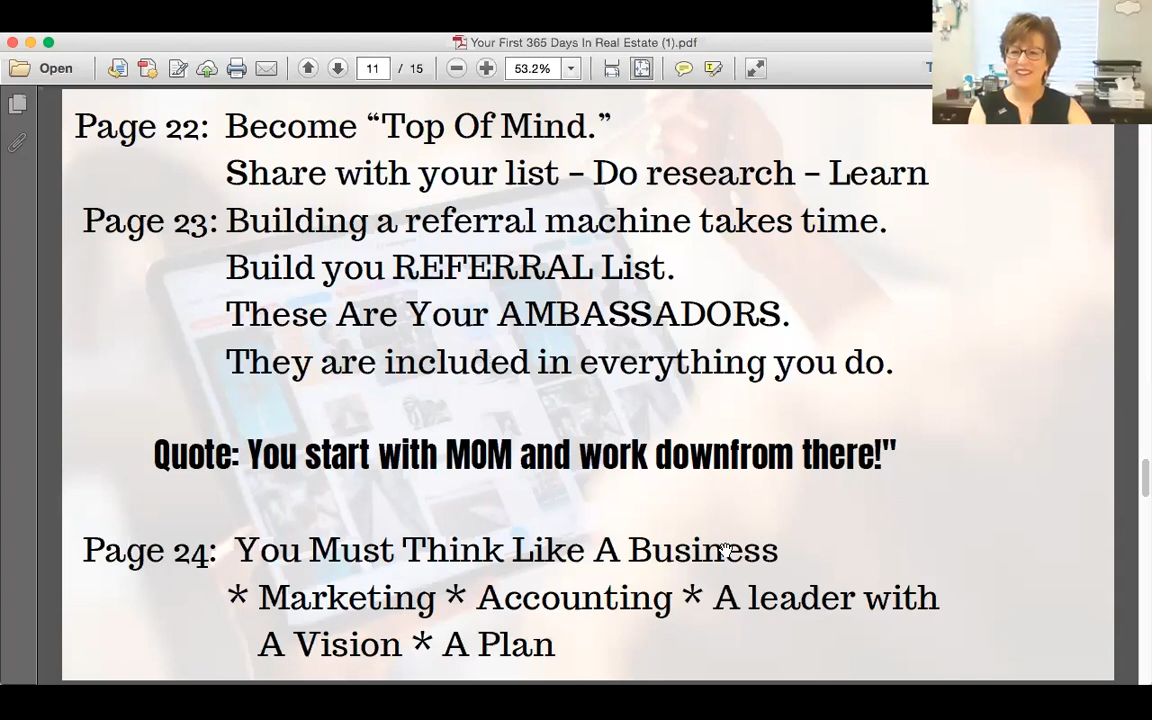 Your First 365 Days In Real Estate (1).pdf
Open
11 / 15
53.2%
Page 22: Become “Top Of Mind.”
Share with your list – Do research – Learn
Page 23: Building a referral machine takes time.
Build you REFERRAL List.
These Are Your AMBASSADORS.
They are included in everything you do.
Quote: You start with MOM and work downfrom there!"
Page 24: You Must Think Like A Business
* Marketing * Accounting * A leader with
A Vision * A Plan